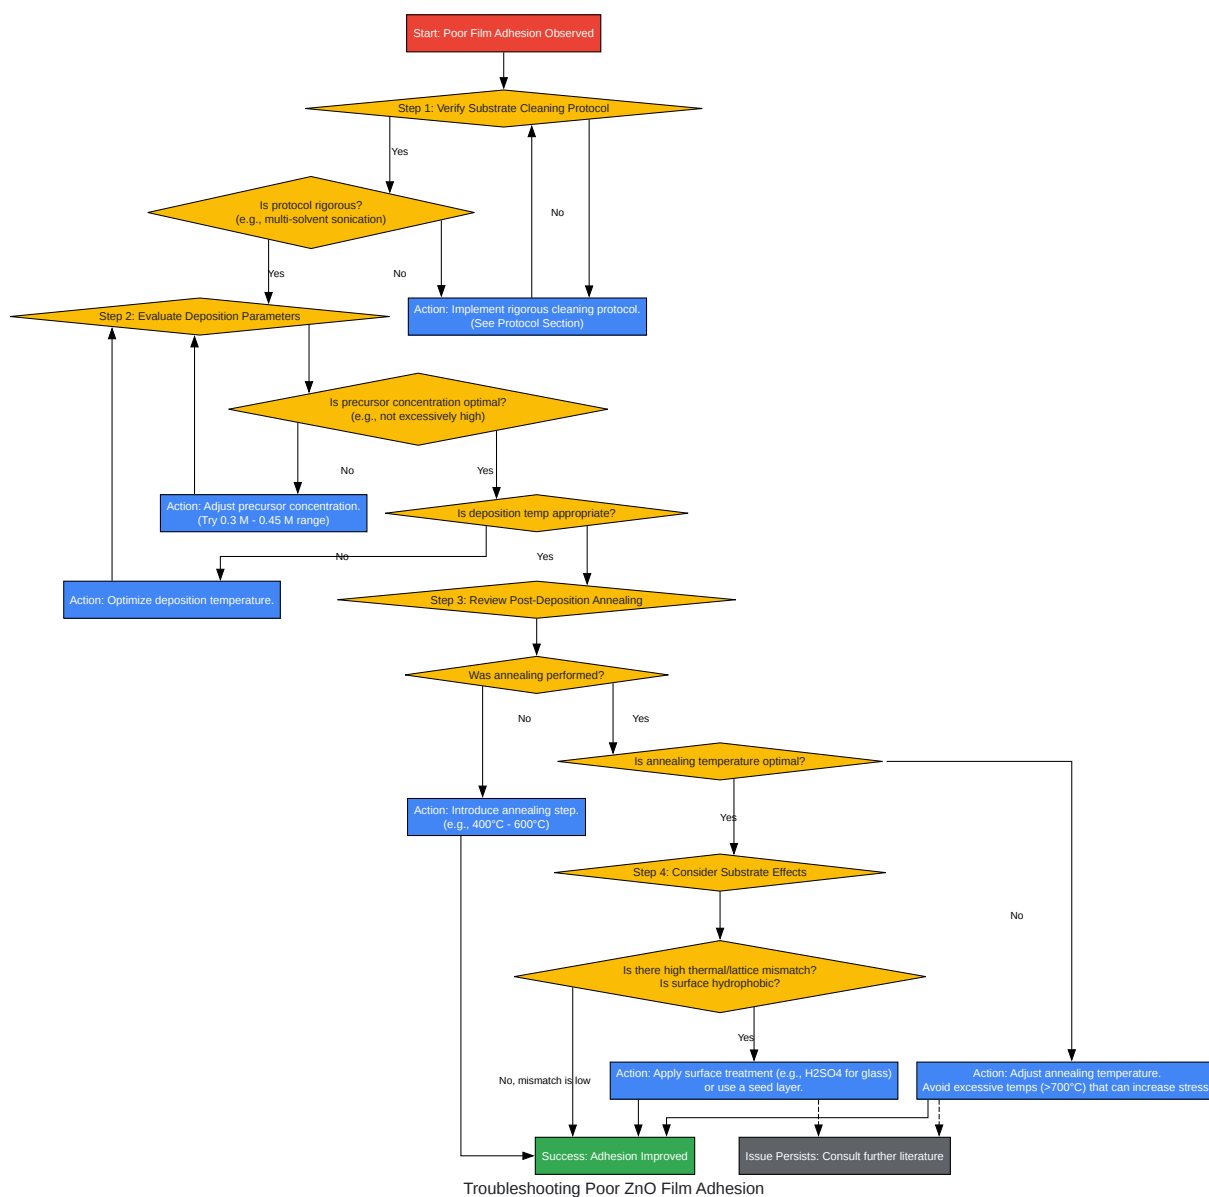 Start: Poor Film Adhesion Observed
Step 1: Verify Substrate Cleaning Protocol
Yes
Is protocol rigorous?
(e.g., multi-solvent sonication)
No
Yes
No
Action: Implement rigorous cleaning protocol.
(See Protocol Section)
Step 2: Evaluate Deposition Parameters
Is precursor concentration optimal?
(e.g., not excessively high)
No
Yes
Action: Adjust precursor concentration.
(Try 0.3 M - 0.45 M range)
Is deposition temp appropriate?
No
Yes
Action: Optimize deposition temperature.
Step 3: Review Post-Deposition Annealing
Was annealing performed?
No
Yes
Is annealing temperature optimal?
Action: Introduce annealing step.
(e.g., 400°C - 600°C)
Yes
Step 4: Consider Substrate Effects
No
Is there high thermal/lattice mismatch?
Is surface hydrophobic?
Yes
No, mismatch is low
Action: Apply surface treatment (e.g., H2SO4 for glass)
or use a seed layer.
Action: Adjust annealing temperature.
Avoid excessive temps (>700°C) that can increase stress
Success: Adhesion Improved
Issue Persists: Consult further literature
Troubleshooting Poor ZnO Film Adhesion